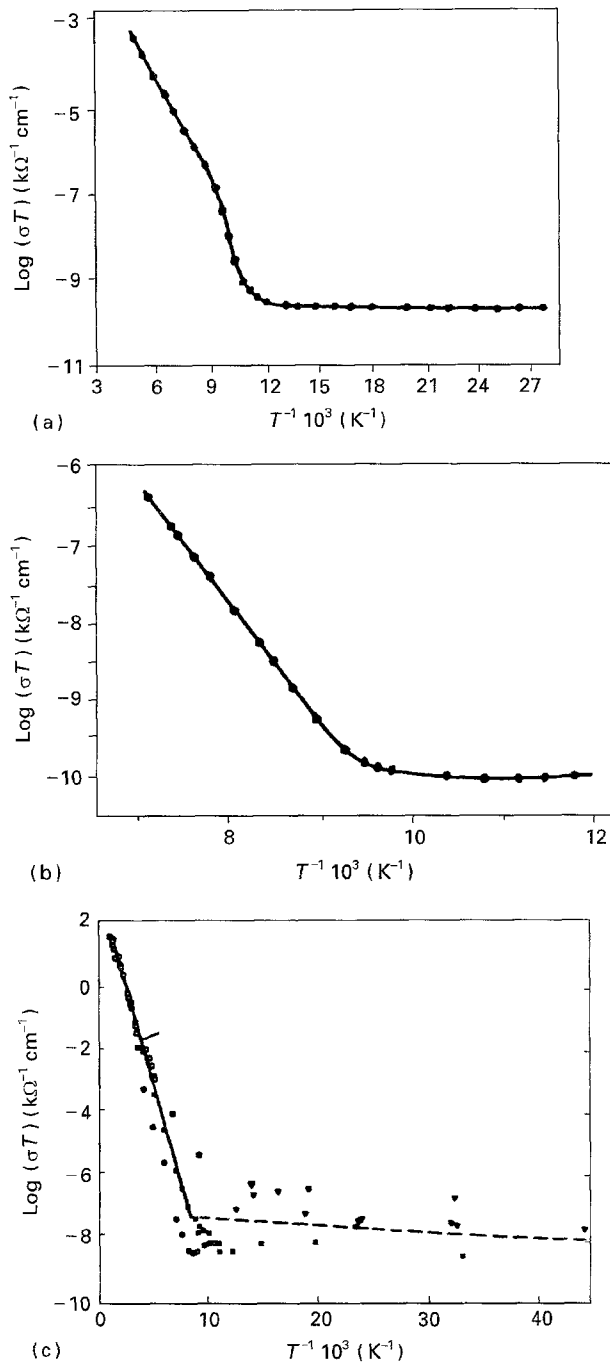 −3
−5
−7
−9
−11
Log (σT) (kΩ⁻¹ cm⁻¹)
3 6 9 12 15 18 21 24 27
(a) T⁻¹ 10³ (K⁻¹)
−6
−7
−8
−9
−10
Log (σT) (kΩ⁻¹ cm⁻¹)
8 10 12
(b) T⁻¹ 10³ (K⁻¹)
2
0
−2
−4
−6
−8
−10
Log (σT) (kΩ⁻¹ cm⁻¹)
0 10 20 30 40
(c) T⁻¹ 10³ (K⁻¹)